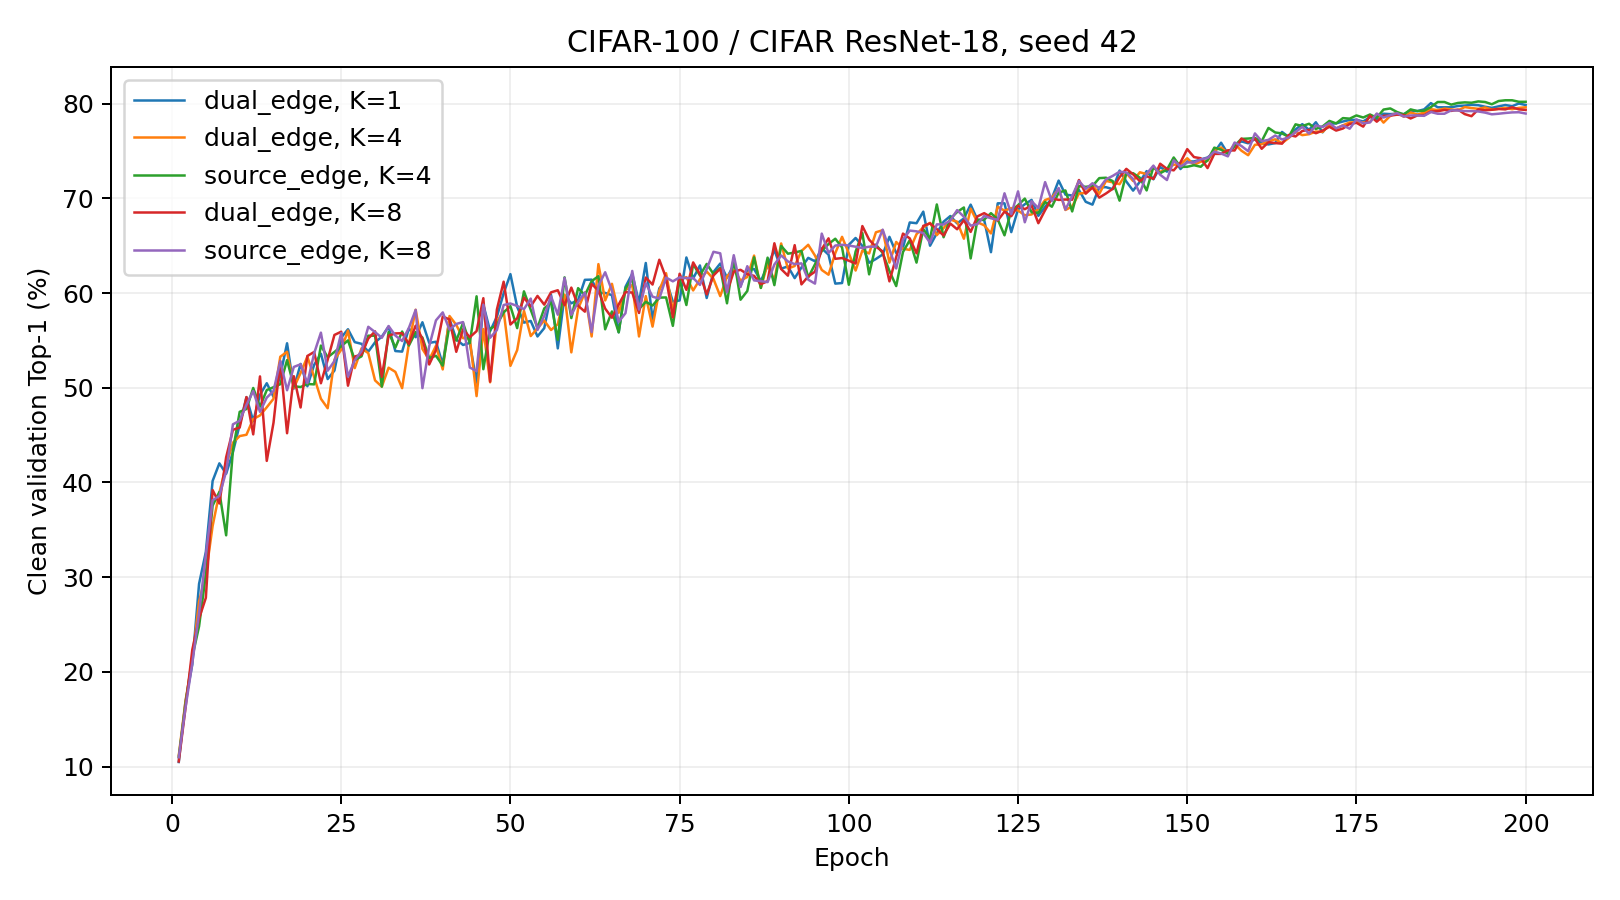 CIFAR-100 / CIFAR ResNet-18, seed 42
dual_edge, K=1
dual_edge, K=4
source_edge, K=4
dual_edge, K=8
source_edge, K=8
Clean validation Top-1 (%)
80
70
60
50
40
30
20
10
0 25 50 75 100 125 150 175 200
Epoch